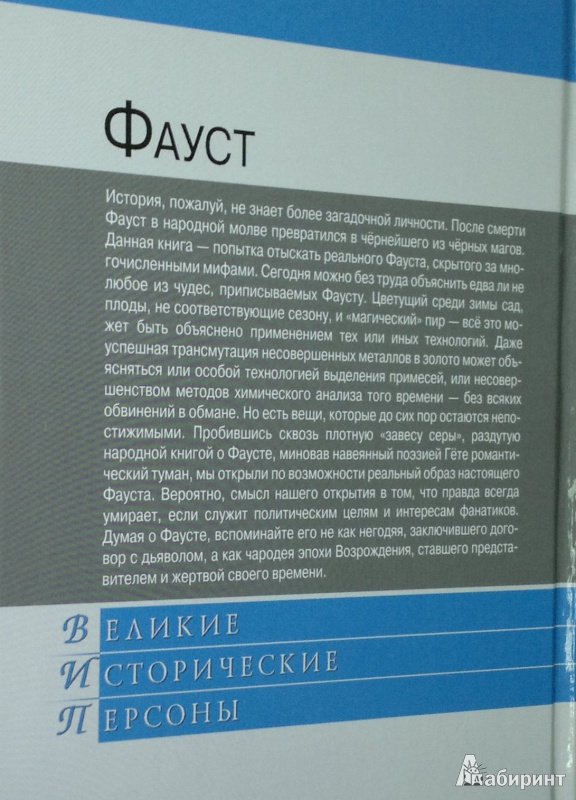 Фауст
История, пожалуй, не знает более загадочной личности. После смерти
Фауст в народной молве превратился в чёрнейшего из чёрных магов.
Данная книга — попытка отыскать реального Фауста, скрытого за мно-
гочисленными мифами. Сегодня можно без труда объяснить едва ли не
любое из чудес, приписываемых Фаусту. Цветущий среди зимы сад,
плоды, не соответствующие сезону, и «магический» пир — всё это мо-
жет быть объяснено применением тех или иных технологий. Даже
успешная трансмутация несовершенных металлов в золото может объ-
ясняться или особой технологией выделения примесей, или несовер-
шенством методов химического анализа того времени — без всяких
обвинений в обмане. Но есть вещи, которые до сих пор остаются непо-
стижимыми. Пробившись сквозь плотную «завесу серы», раздутую
народной книгой о Фаусте, миновав навеянный поэзией Гёте романти-
ческий туман, мы открыли по возможности реальный образ настоящего
Фауста. Вероятно, смысл нашего открытия в том, что правда всегда
умирает, если служит политическим целям и интересам фанатиков.
Думая о Фаусте, вспоминайте его не как негодяя, заключившего дого-
вор с дьяволом, а как чародея эпохи Возрождения, ставшего предста-
вителем и жертвой своего времени.
Великие
Исторические
Персоны
Лабиринт